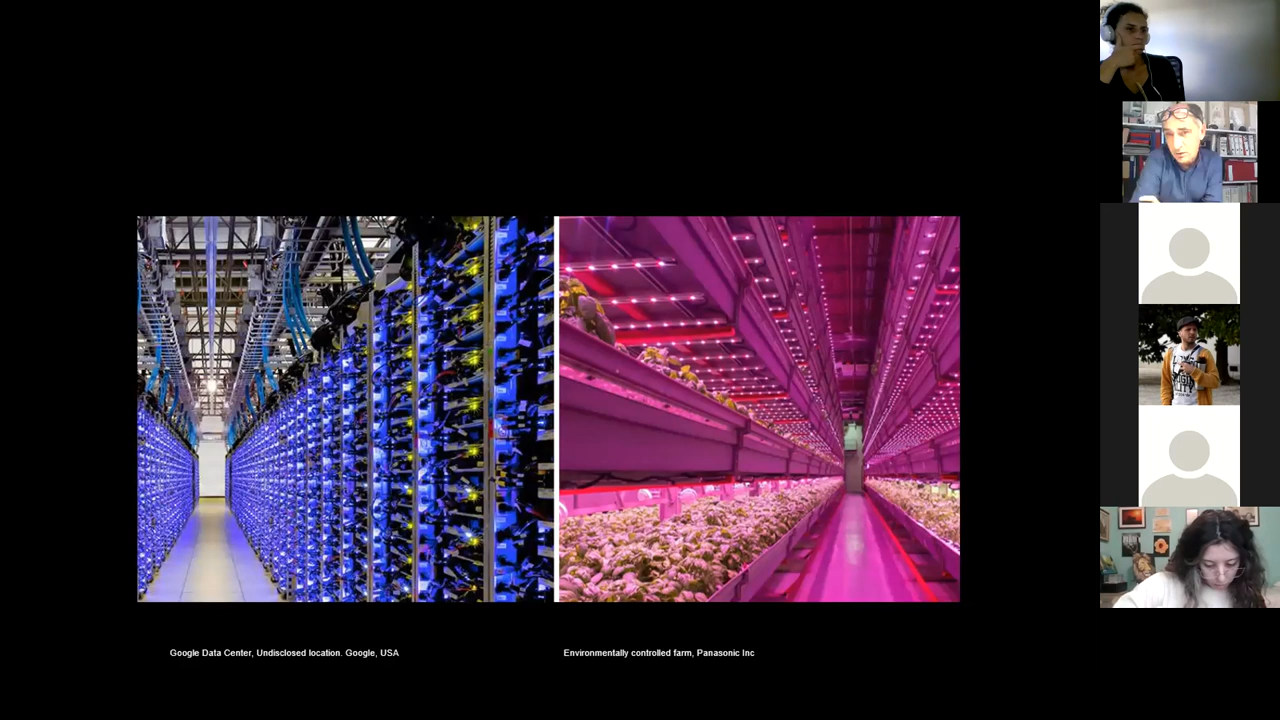 Google Data Center, Undisclosed location. Google, USA
Environmentally controlled farm, Panasonic Inc